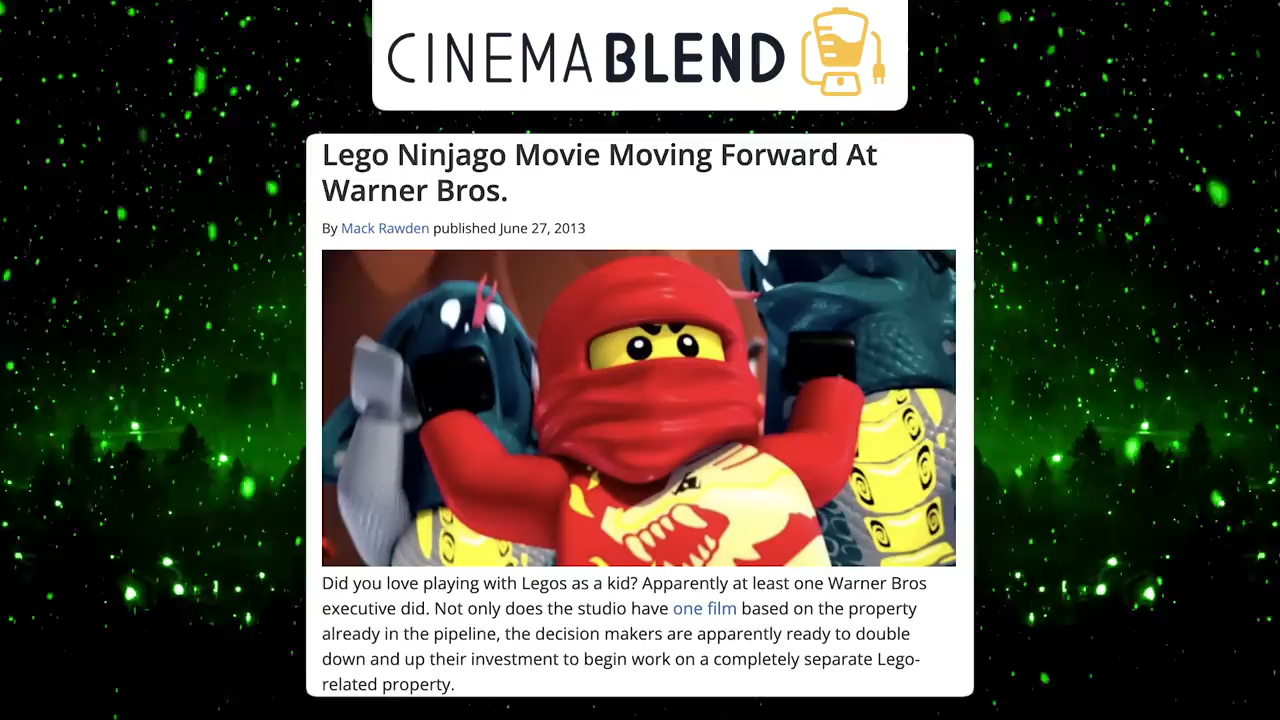 CINEMABLEND
Lego Ninjago Movie Moving Forward At
Warner Bros.
By Mack Rawden published June 27, 2013
Did you love playing with Legos as a kid? Apparently at least one Warner Bros
executive did. Not only does the studio have one film based on the property
already in the pipeline, the decision makers are apparently ready to double
down and up their investment to begin work on a completely separate Lego-
related property.